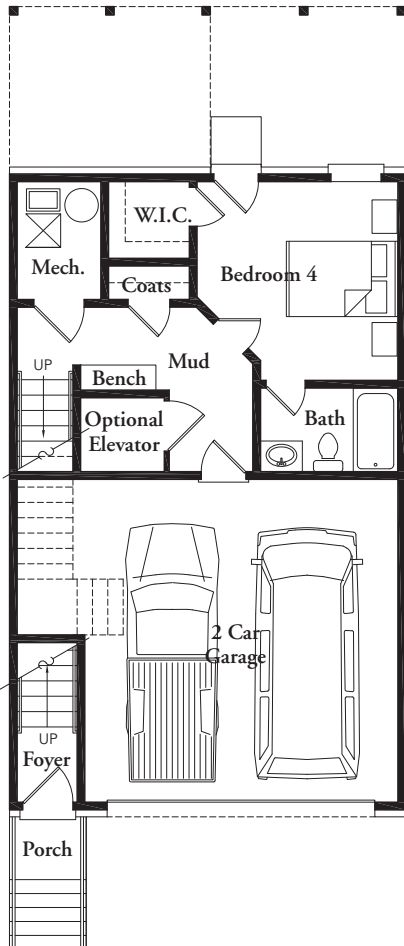 W.I.C.
Mech.
Coats
Bedroom 4
Mud
UP
Bench
Optional
Elevator
Bath
2 Car
Garage
UP
Foyer
Porch